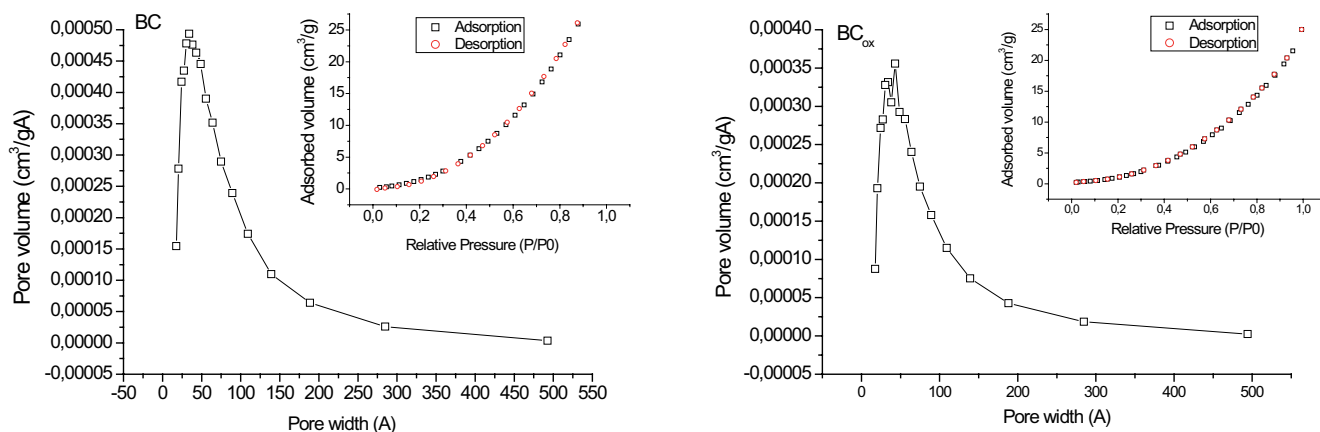 BC
Pore volume (cm³/gA)
0,00050
0,00045
0,00040
0,00035
0,00030
0,00025
0,00020
0,00015
0,00010
0,00005
0,00000
-0,00005
-50 0 50 100 150 200 250 300 350 400 450 500 550
Pore width (A)
Adsorbed volume (cm³/g)
25
20
15
10
5
0
Adsorption
Desorption
0,0 0,2 0,4 0,6 0,8 1,0
Relative Pressure (P/P0)
BCox
Pore volume (cm³/gA)
0,00040
0,00035
0,00030
0,00025
0,00020
0,00015
0,00010
0,00005
0,00000
-0,00005
0 100 200 300 400 500
Pore width (A)
Adsorbed volume (cm³/g)
25
20
15
10
5
0
Adsorption
Desorption
0,0 0,2 0,4 0,6 0,8 1,0
Relative Pressure (P/P0)